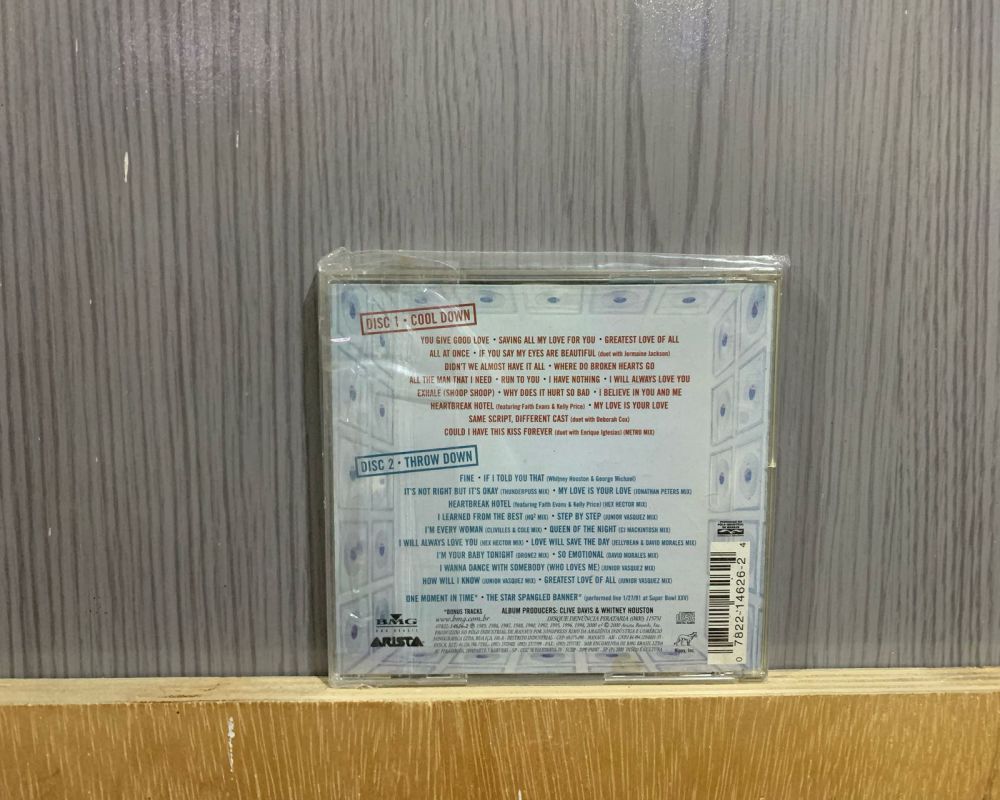 DISC 1 • COOL DOWN
YOU GIVE GOOD LOVE • SAVING ALL MY LOVE FOR YOU • GREATEST LOVE OF ALL
ALL AT ONCE • IF YOU SAY MY EYES ARE BEAUTIFUL (duet with Jermaine Jackson)
DIDN'T WE ALMOST HAVE IT ALL • WHERE DO BROKEN HEARTS GO
ALL THE MAN THAT I NEED • RUN TO YOU • I HAVE NOTHING • I WILL ALWAYS LOVE YOU
EXHALE (SHOOP SHOOP) • WHY DOES IT HURT SO BAD • I BELIEVE IN YOU AND ME
HEARTBREAK HOTEL (featuring Faith Evans & Kelly Price) • MY LOVE IS YOUR LOVE
SAME SCRIPT, DIFFERENT CAST (duet with Deborah Cox)
COULD I HAVE THIS KISS FOREVER (duet with Enrique Iglesias) (METRO MIX)
DISC 2 • THROW DOWN
FINE • IF I TOLD YOU THAT (Whitney Houston & George Michael)
IT'S NOT RIGHT BUT IT'S OKAY (THUNDERPUSS MIX) • MY LOVE IS YOUR LOVE (JONATHAN PETERS MIX)
HEARTBREAK HOTEL (featuring Faith Evans & Kelly Price) (HEX HECTOR MIX)
I LEARNED FROM THE BEST (HQ² MIX) • STEP BY STEP (JUNIOR VASQUEZ MIX)
I'M EVERY WOMAN (CLIVILLES & COLE MIX) • QUEEN OF THE NIGHT (CJ MACKINTOSH MIX)
I WILL ALWAYS LOVE YOU (HEX HECTOR MIX) • LOVE WILL SAVE THE DAY (JELLYBEAN & DAVID MORALES MIX)
I'M YOUR BABY TONIGHT (DRONEZ MIX) • SO EMOTIONAL (DAVID MORALES MIX)
I WANNA DANCE WITH SOMEBODY (WHO LOVES ME) (JUNIOR VASQUEZ MIX)
HOW WILL I KNOW (JUNIOR VASQUEZ MIX) • GREATEST LOVE OF ALL (JUNIOR VASQUEZ MIX)
ONE MOMENT IN TIME* • THE STAR SPANGLED BANNER* (performed live 1/27/91 at Super Bowl XXV)
*BONUS TRACKS ALBUM PRODUCERS: CLIVE DAVIS & WHITNEY HOUSTON
BMG
www.bmg.com.br DISQUE DENUNCIA PIRATARIA
ARISTA
Nippy, Inc.
0 7822-14626-2 4